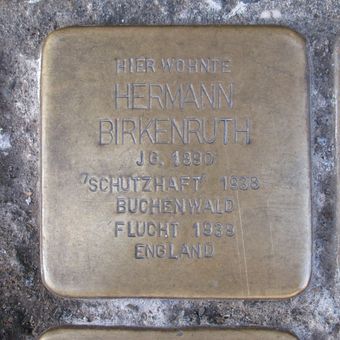 HIER WOHNTE
HERMANN
BIRKENRUTH
JG. 1890
'SCHUTZHAFT' 1938
BUCHENWALD
FLUCHT 1939
ENGLAND